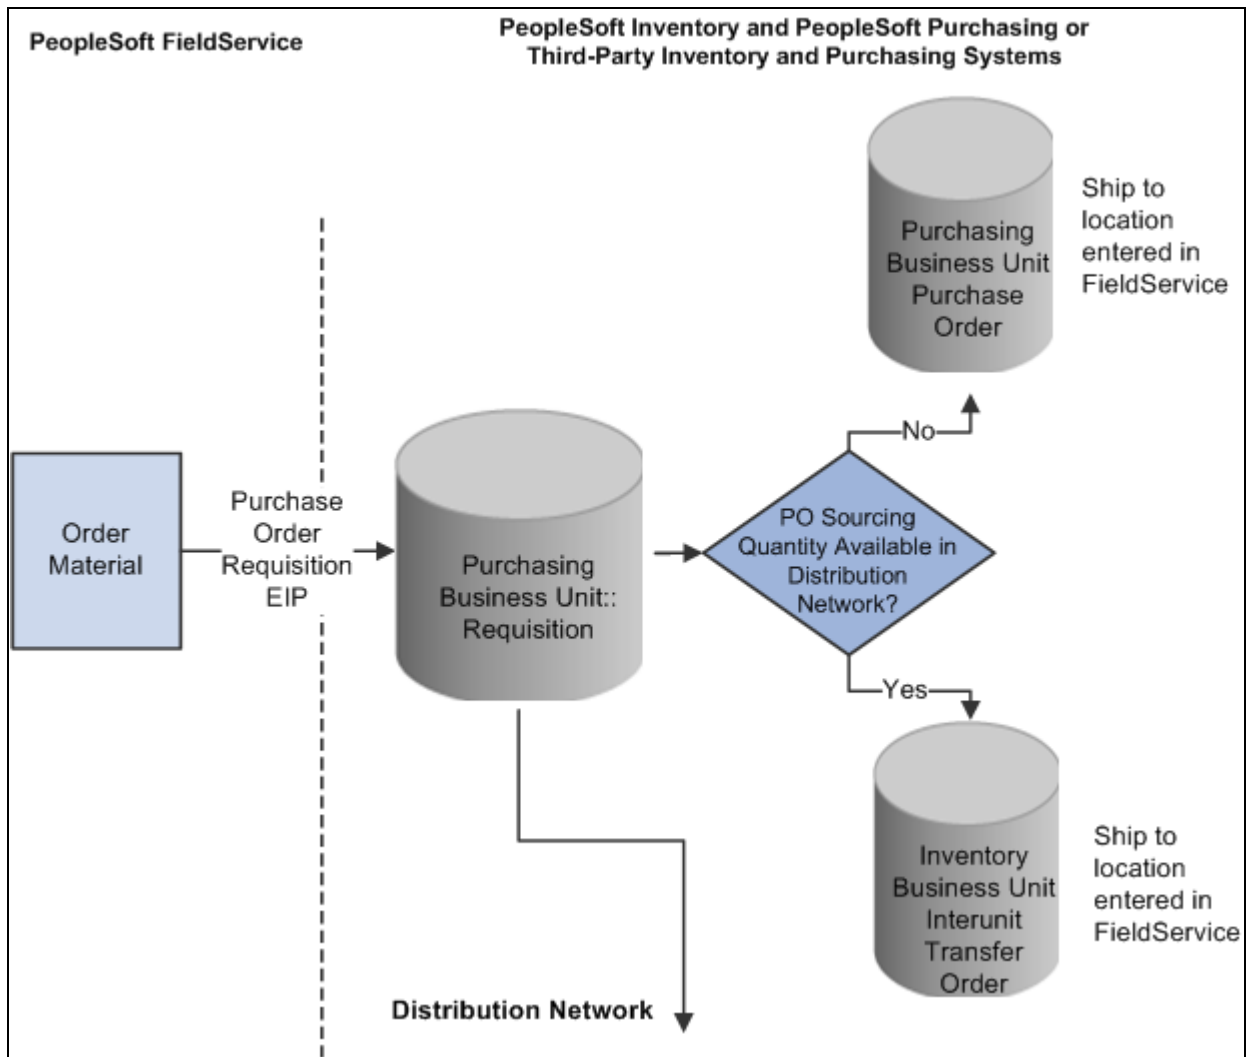 PeopleSoft FieldService
PeopleSoft Inventory and PeopleSoft Purchasing or
Third-Party Inventory and Purchasing Systems
Purchasing
Business Unit
Purchase
Order
Ship to
location
entered in
FieldService
No
Order
Material
Purchase
Order
Requisition
EIP
Purchasing
Business Unit::
Requisition
PO Sourcing
Quantity Available in
Distribution
Network?
Yes
Inventory
Business Unit
Interunit
Transfer
Order
Ship to
location
entered in
FieldService
Distribution Network